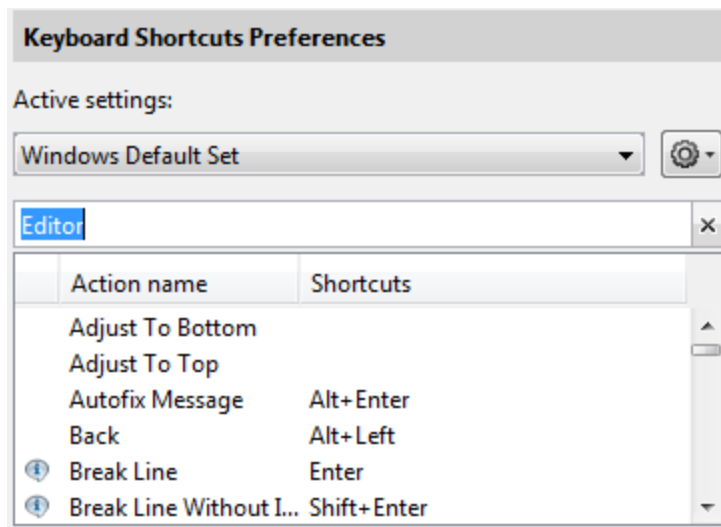 Keyboard Shortcuts Preferences
Active settings:
Windows Default Set
Editor
Action name Shortcuts
Adjust To Bottom
Adjust To Top
Autofix Message Alt+Enter
Back Alt+Left
Break Line Enter
Break Line Without I... Shift+Enter